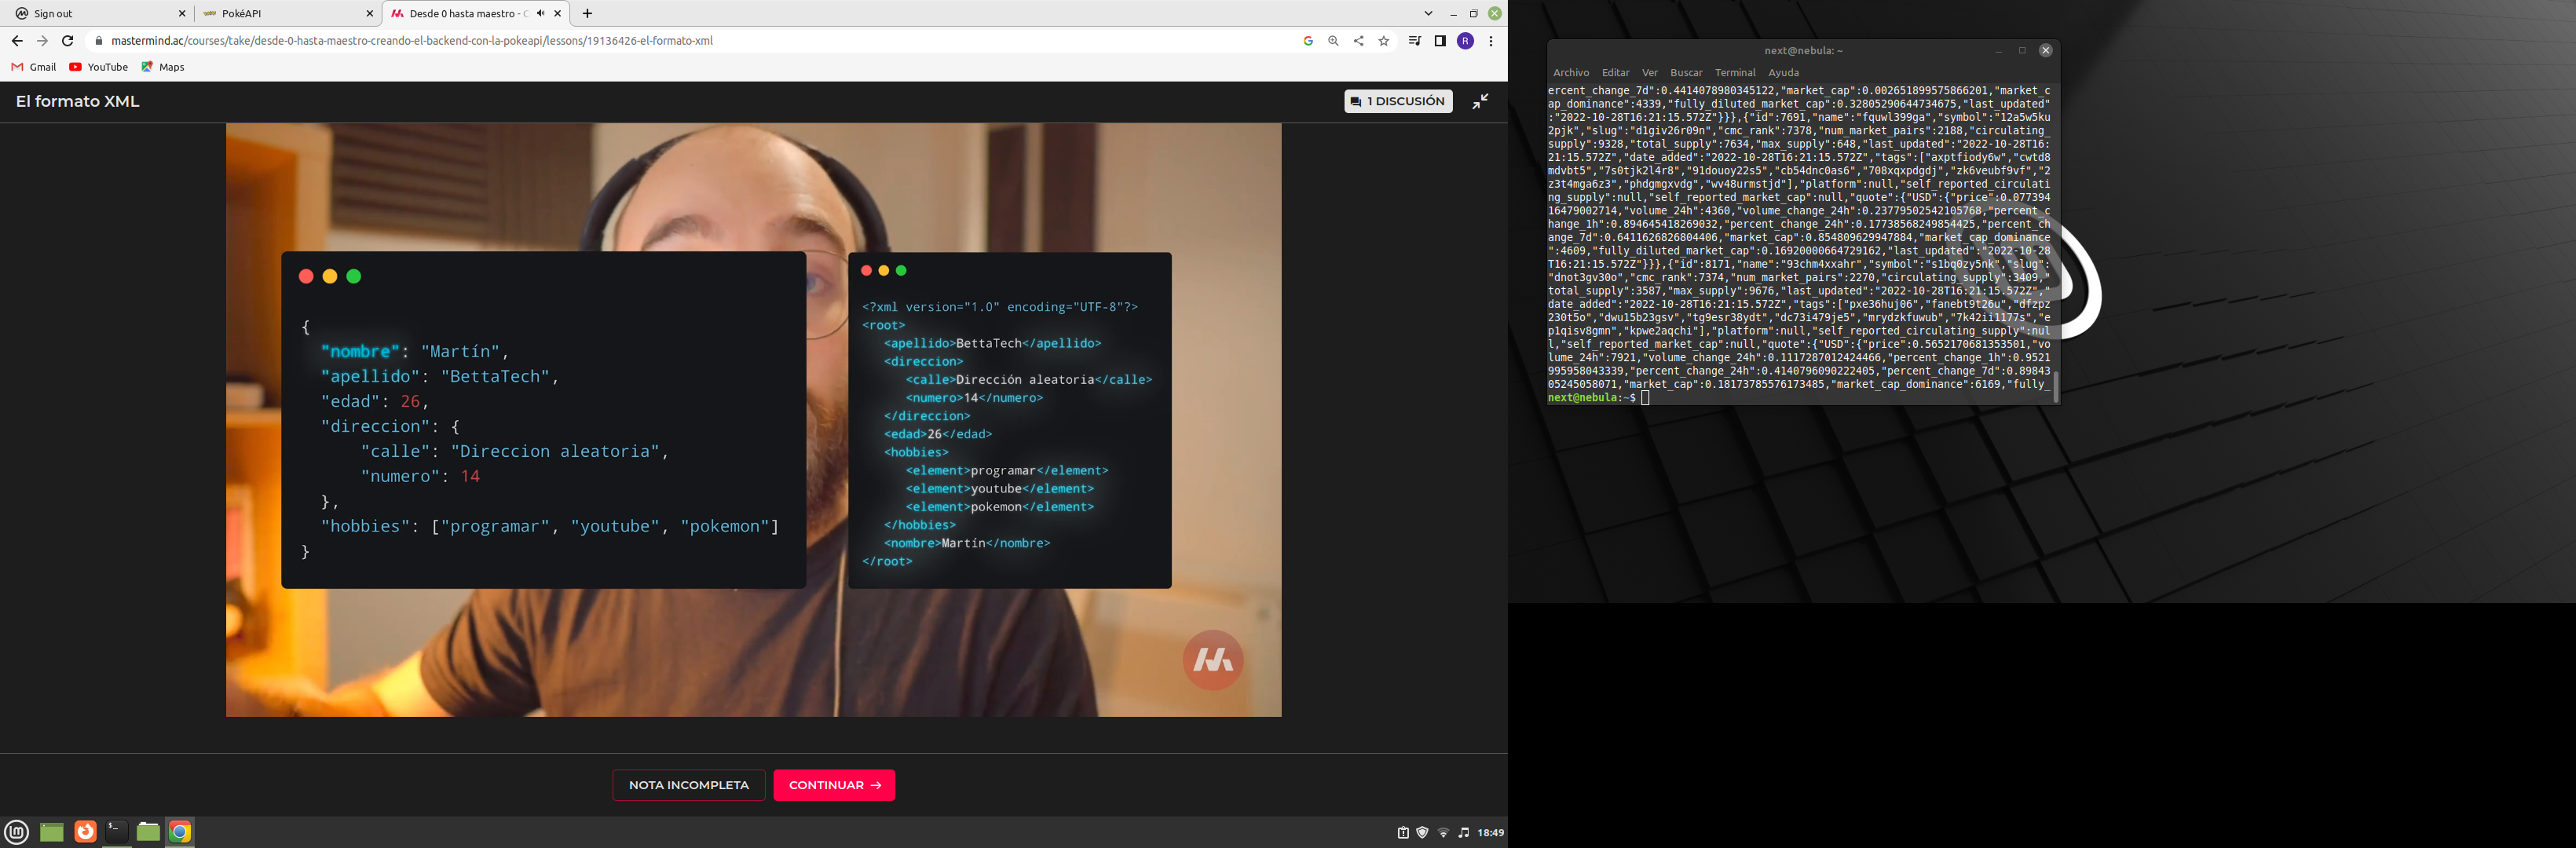 Sign out
PokéAPI
Desde 0 hasta maestro - C
mastermind.ac/courses/take/desde-0-hasta-maestro-creando-el-backend-con-la-pokeapi/lessons/19136426-el-formato-xml
R
Gmail
YouTube
Maps
El formato XML
1 DISCUSIÓN
{
"nombre": "Martín",
"apellido": "BettaTech",
"edad": 26,
"direccion": {
"calle": "Direccion aleatoria",
"numero": 14
},
"hobbies": ["programar", "youtube", "pokemon"]
}
<?xml version="1.0" encoding="UTF-8"?>
<root>
<apellido>BettaTech</apellido>
<direccion>
<calle>Dirección aleatoria</calle>
<numero>14</numero>
</direccion>
<edad>26</edad>
<hobbies>
<element>programar</element>
<element>youtube</element>
<element>pokemon</element>
</hobbies>
<nombre>Martín</nombre>
</root>
NOTA INCOMPLETA
CONTINUAR →
18:49
next@nebula: ~
Archivo Editar Ver Buscar Terminal Ayuda
ercent_change_7d":0.4414078980345122,"market_cap":0.002651899575866201,"market_c
ap_dominance":4339,"fully_diluted_market_cap":0.32805290644734675,"last_updated"
:"2022-10-28T16:21:15.572Z"}}},{"id":7691,"name":"fquwl399ga","symbol":"12a5w5ku
2pjk","slug":"d1giv26r09n","cmc_rank":7378,"num_market_pairs":2188,"circulating_
supply":9328,"total_supply":7634,"max_supply":648,"last_updated":"2022-10-28T16:
21:15.572Z","date_added":"2022-10-28T16:21:15.572Z","tags":["axptfiody6w","cwtd8
mdvbt5","7s0tjk2l4r8","91douoy22s5","cb54dnc0as6","708xqxpdgdj","zk6veubf9vf","2
z3t4mga6z3","phdgmgxvdg","wv48urmstjd"],"platform":null,"self_reported_circulati
ng_supply":null,"self_reported_market_cap":null,"quote":{"USD":{"price":0.077394
16479002714,"volume_24h":4360,"volume_change_24h":0.23779502542105768,"percent_c
hange_1h":0.894645418269032,"percent_change_24h":0.17738568249854425,"percent_ch
ange_7d":0.6411626826804406,"market_cap":0.854809629947884,"market_cap_dominance
":4609,"fully_diluted_market_cap":0.16920000664729162,"last_updated":"2022-10-28
T16:21:15.572Z"}}},{"id":8171,"name":"93chm4xxahr","symbol":"s1bq0zy5nk","slug":
"dnot3gv30o","cmc_rank":7374,"num_market_pairs":2270,"circulating_supply":3409,"
total_supply":3587,"max_supply":9676,"last_updated":"2022-10-28T16:21:15.572Z","
date_added":"2022-10-28T16:21:15.572Z","tags":["pxe36huj06","fanebt9t26u","dfzpz
230t5o","dwu15b23gsv","tg9esr38ydt","dc73i479je5","mrydzkfuwub","7k42ii1177s","e
p1qisv8gmn","kpwe2aqchi"],"platform":null,"self_reported_circulating_supply":nul
l,"self_reported_market_cap":null,"quote":{"USD":{"price":0.5652170681353501,"vo
lume_24h":7921,"volume_change_24h":0.1117287012424466,"percent_change_1h":0.9521
995958043339,"percent_change_24h":0.4140796090222405,"percent_change_7d":0.89843
05245058071,"market_cap":0.18173785576173485,"market_cap_dominance":6169,"fully_
next@nebula:~$